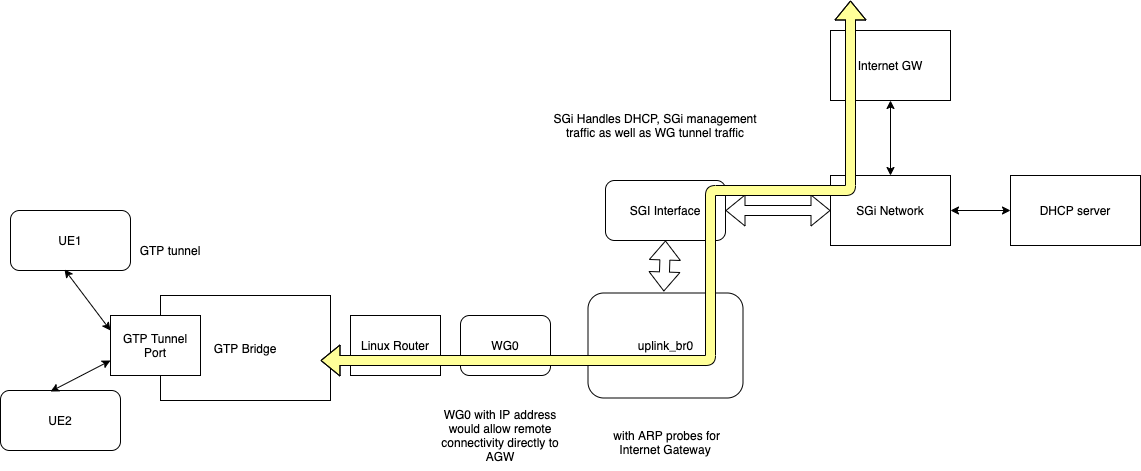 Internet GW
SGi Handles DHCP, SGi management
traffic as well as WG tunnel traffic
SGI Interface
SGi Network
DHCP server
UE1
GTP tunnel
GTP Tunnel
Port
GTP Bridge
Linux Router
WG0
uplink_br0
UE2
WG0 with IP address
would allow remote
connectivity directly to
AGW
with ARP probes for
Internet Gateway